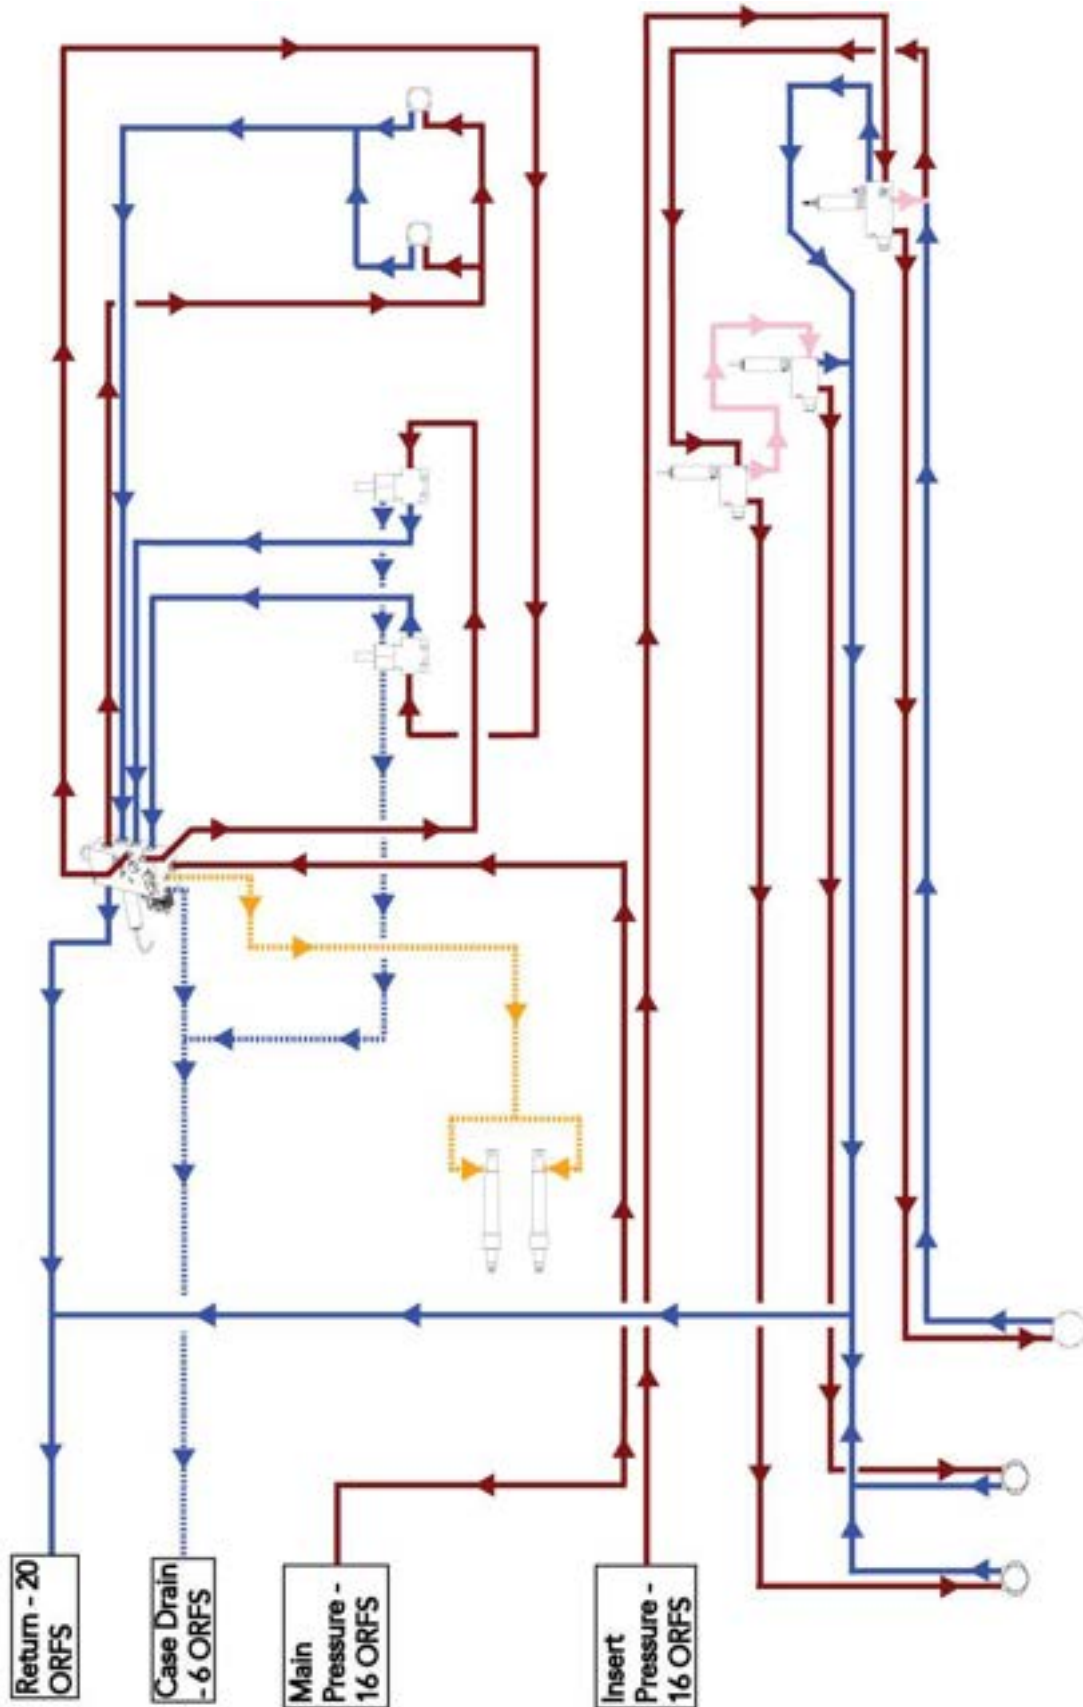 Return - 20
ORFS
Case Drain
- 6 ORFS
Main
Pressure -
16 ORFS
Insert
Pressure -
16 ORFS